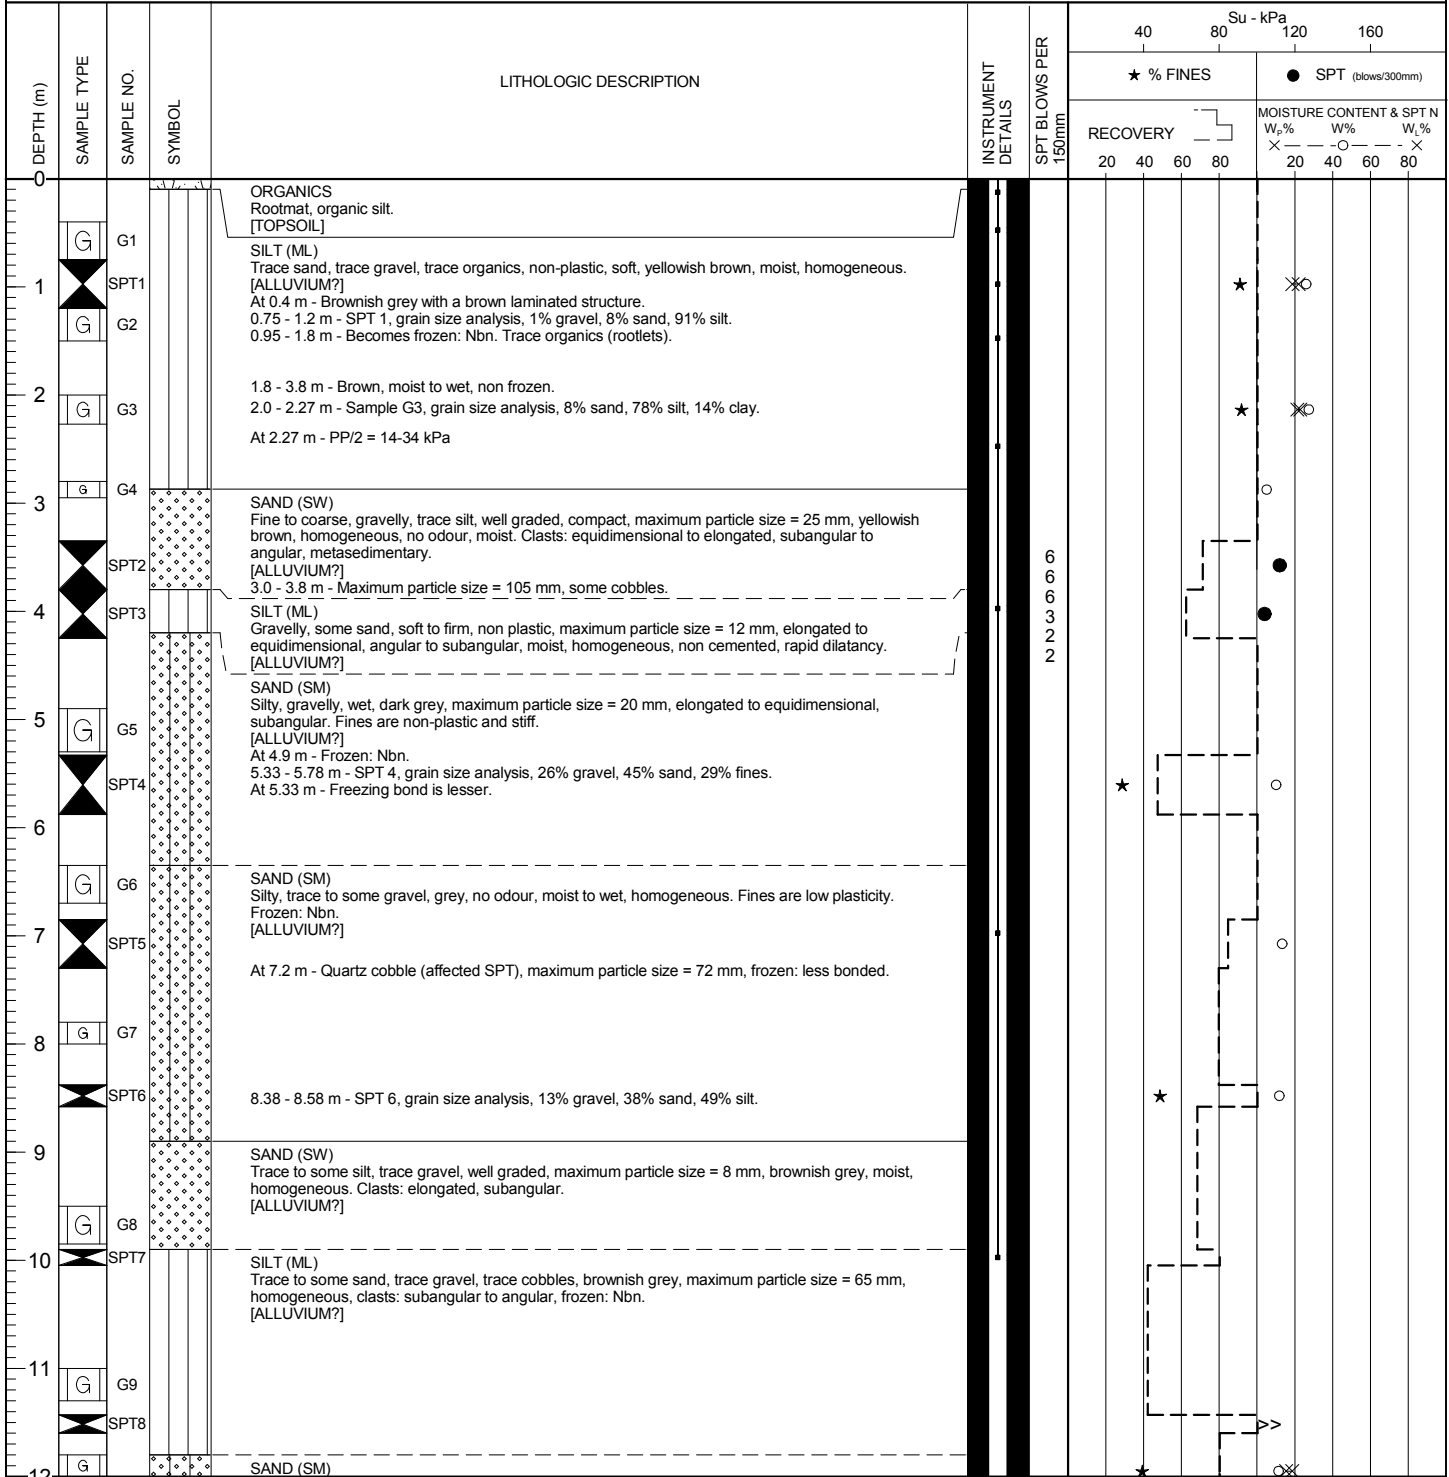 DEPTH (m)
SAMPLE TYPE
SAMPLE NO.
SYMBOL
LITHOLOGIC DESCRIPTION
INSTRUMENT
DETAILS
SPT BLOWS PER
150mm
Su - kPa
40 80 120 160
★ % FINES
● SPT (blows/300mm)
RECOVERY
MOISTURE CONTENT & SPT N
WP% W% WL%
20 40 60 80 20 40 60 80
0
ORGANICS
Rootmat, organic silt.
[TOPSOIL]
G G1
SILT (ML)
Trace sand, trace gravel, trace organics, non-plastic, soft, yellowish brown, moist, homogeneous.
[ALLUVIUM?]
1 SPT1
At 0.4 m - Brownish grey with a brown laminated structure.
G G2
0.75 - 1.2 m - SPT 1, grain size analysis, 1% gravel, 8% sand, 91% silt.
0.95 - 1.8 m - Becomes frozen: Nbn. Trace organics (rootlets).
1.8 - 3.8 m - Brown, moist to wet, non frozen.
2
G G3
2.0 - 2.27 m - Sample G3, grain size analysis, 8% sand, 78% silt, 14% clay.
At 2.27 m - PP/2 = 14-34 kPa
G G4
3
SAND (SW)
Fine to coarse, gravelly, trace silt, well graded, compact, maximum particle size = 25 mm, yellowish
brown, homogeneous, no odour, moist. Clasts: equidimensional to elongated, subangular to
angular, metasedimentary.
[ALLUVIUM?]
SPT2
3.0 - 3.8 m - Maximum particle size = 105 mm, some cobbles.
6
6
6
3
2
2
4 SPT3
SILT (ML)
Gravelly, some sand, soft to firm, non plastic, maximum particle size = 12 mm, elongated to
equidimensional, angular to subangular, moist, homogeneous, non cemented, rapid dilatancy.
[ALLUVIUM?]
SAND (SM)
Silty, gravelly, wet, dark grey, maximum particle size = 20 mm, elongated to equidimensional,
subangular. Fines are non-plastic and stiff.
5
G G5
[ALLUVIUM?]
At 4.9 m - Frozen: Nbn.
5.33 - 5.78 m - SPT 4, grain size analysis, 26% gravel, 45% sand, 29% fines.
SPT4
At 5.33 m - Freezing bond is lesser.
6
G G6
SAND (SM)
Silty, trace to some gravel, grey, no odour, moist to wet, homogeneous. Fines are low plasticity.
Frozen: Nbn.
[ALLUVIUM?]
7 SPT5
At 7.2 m - Quartz cobble (affected SPT), maximum particle size = 72 mm, frozen: less bonded.
G G7
8
SPT6
8.38 - 8.58 m - SPT 6, grain size analysis, 13% gravel, 38% sand, 49% silt.
9
SAND (SW)
Trace to some silt, trace gravel, well graded, maximum particle size = 8 mm, brownish grey, moist,
homogeneous. Clasts: elongated, subangular.
[ALLUVIUM?]
G G8
10 SPT7
SILT (ML)
Trace to some sand, trace gravel, trace cobbles, brownish grey, maximum particle size = 65 mm,
homogeneous, clasts: subangular to angular, frozen: Nbn.
[ALLUVIUM?]
11
G G9
SPT8
>>
G
12
SAND (SM)